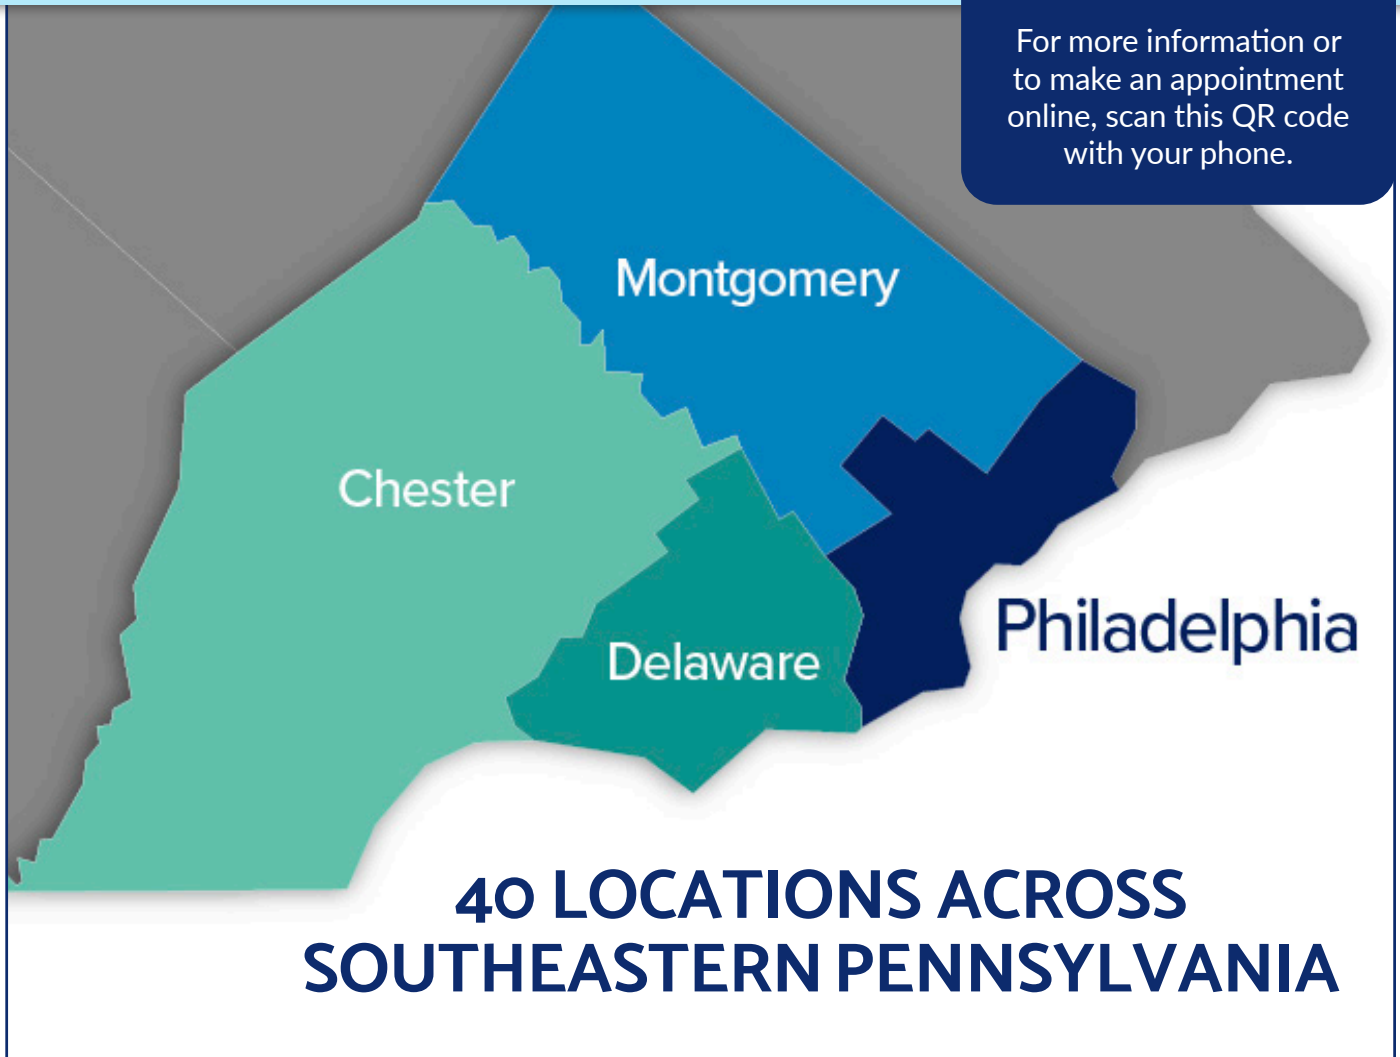 For more information or
to make an appointment
online, scan this QR code
with your phone.
Montgomery
Chester
Philadelphia
Delaware
40 LOCATIONS ACROSS
SOUTHEASTERN PENNSYLVANIA